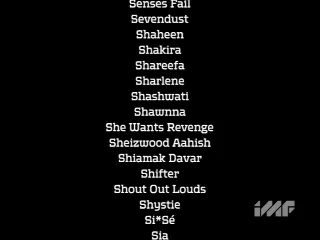 Senses Fail
Sevendust
Shaheen
Shakira
Shareefa
Sharlene
Shashwati
Shawnna
She Wants Revenge
Sheizwood Aahish
Shiamak Davar
Shifter
Shout Out Louds
Shystie
Si*Sé
Sia
imf